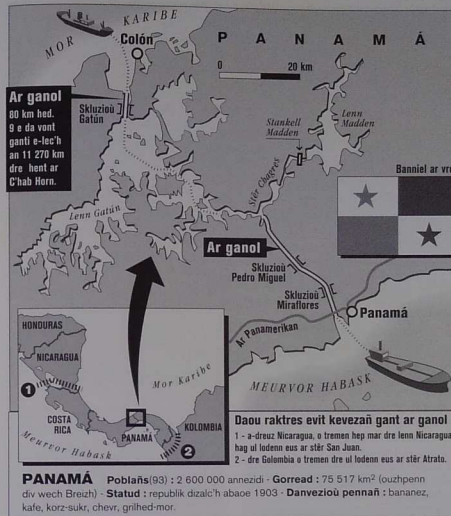 MOR KARIBE
Colón
PANAMÁ
0 20 km
Ar ganol
80 km hed.
9 e da vont
ganti e-lec'h
an 11 270 km
dre hent ar
C'hab Horn.
Skluzioù
Gatún
Stankell
Madden
Lenn
Madden
Stêr Chagres
Banniel ar
Lenn Gatún
Ar ganol
Skluzioù
Pedro Miguel
Skluzioù
Miraflores
Ar Panamerikan
Panamá
MEURVOR HABASK
HONDURAS
NICARAGUA
Mor Karibe
1
COSTA
RICA
PANAMÁ
KOLOMBIA
Meurvor Habask
2
Daou raktres evit kevezañ gant ar ganol
1 - a-dreuz Nicaragua, o tremen hep mar dre lenn Nicaragua
hag ul lodenn eus ar stêr San Juan.
2 - dre Golombia o tremen dre ul lodenn eus ar stêr Atrato.
PANAMÁ Poblañs(93) : 2 600 000 annezidi - Gorread : 75 517 km² (ouzhpenn
div wech Breizh) - Statud : republik dizalc'h abaoe 1903 - Danvezioù pennañ : bananez,
kafe, korz-sukr, chevr, grilhed-mor.